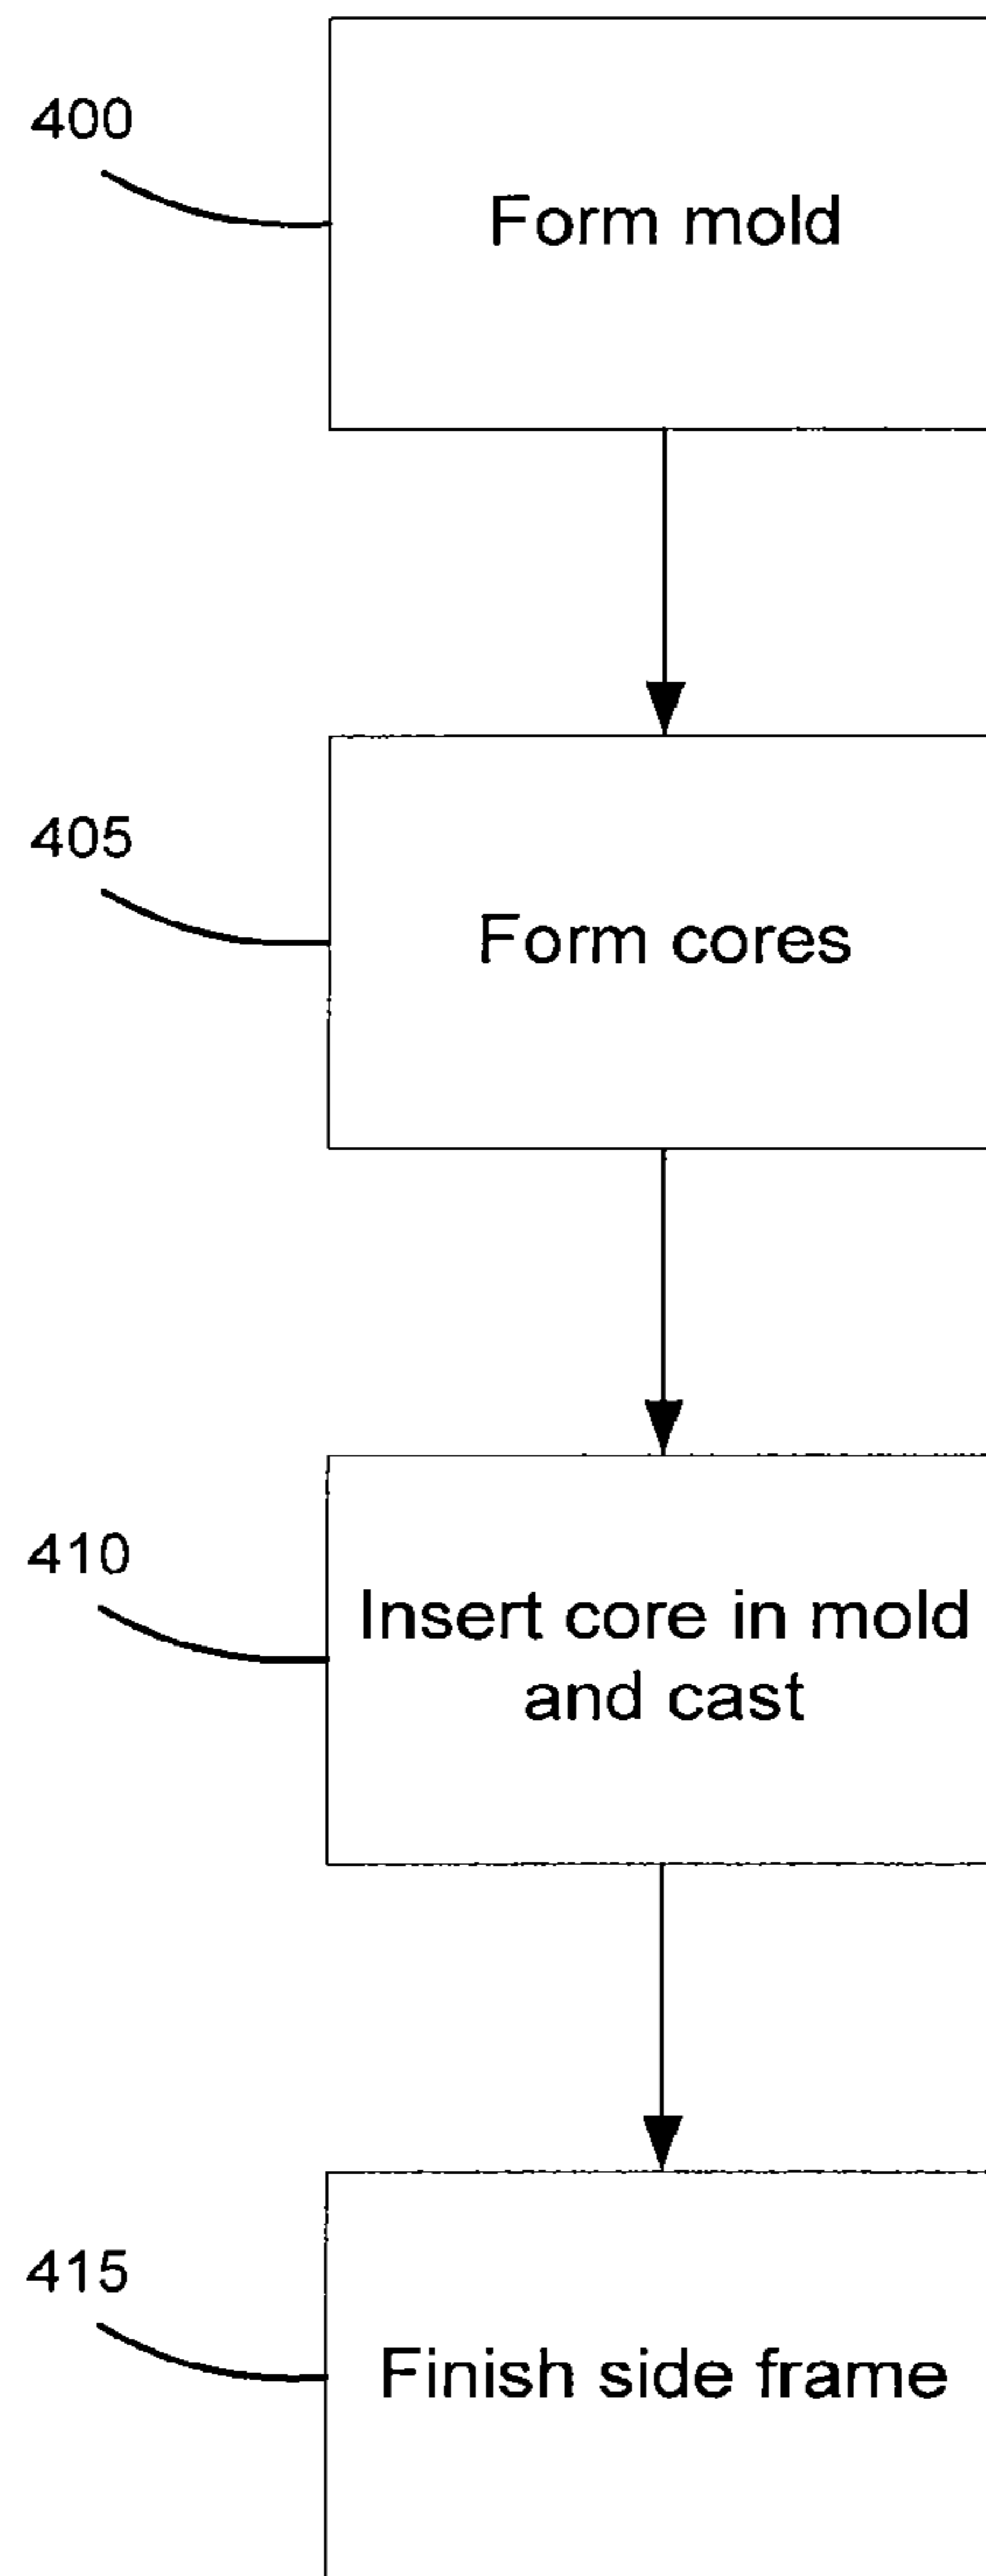 400
Form mold
405
Form cores
410
Insert core in mold
and cast
415
Finish side frame